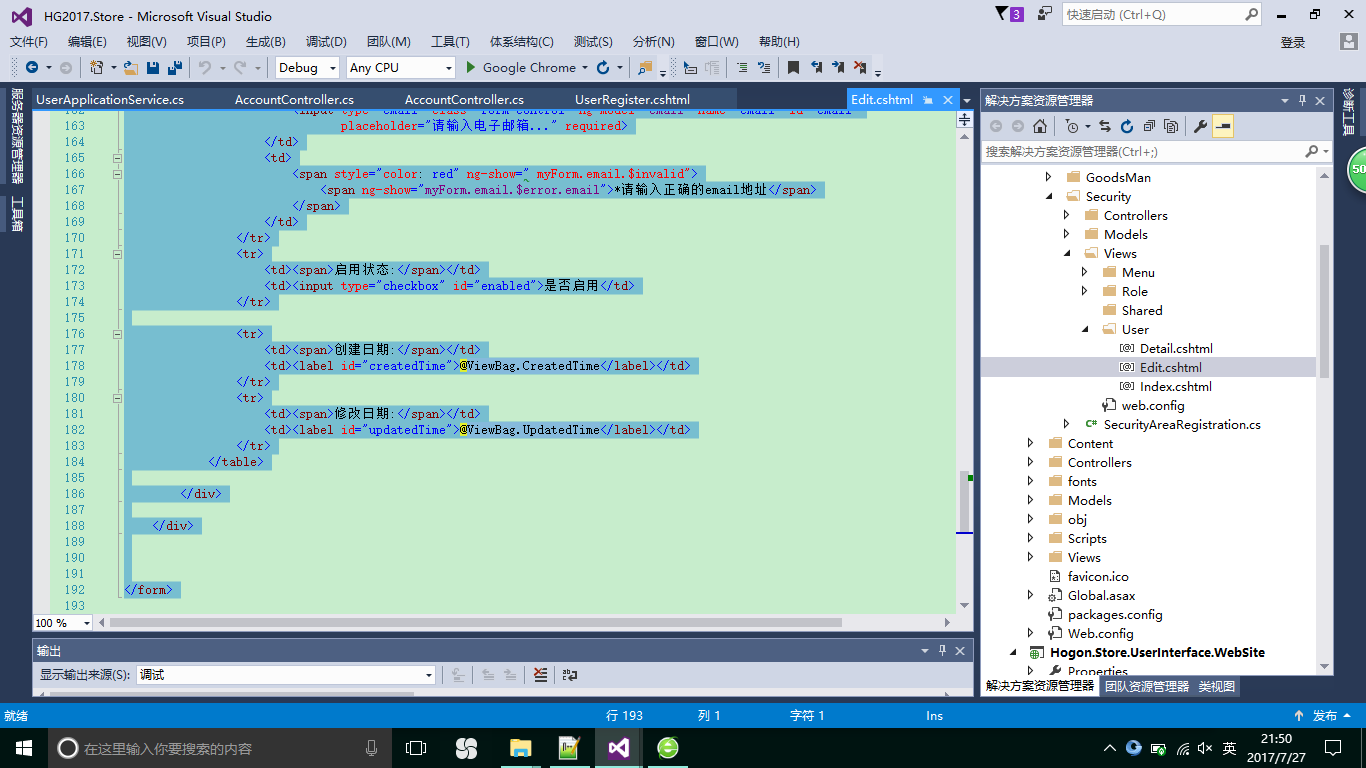 HG2017.Store - Microsoft Visual Studio
3
快速启动 (Ctrl+Q)
文件(F) 编辑(E) 视图(V) 项目(P) 生成(B) 调试(D) 团队(M) 工具(T) 体系结构(C) 测试(S) 分析(N) 窗口(W) 帮助(H)
登录
Debug Any CPU Google Chrome
服务器资源管理器
工具箱
UserApplicationService.cs AccountController.cs AccountController.cs UserRegister.cshtml Edit.cshtml
162 <input type="email" class="form-control" ng-model="email" name="email" id="email"
163 placeholder="请输入电子邮箱..." required>
164 </td>
165 <td>
166 <span style="color: red" ng-show=" myForm.email.$invalid">
167 <span ng-show="myForm.email.$error.email">*请输入正确的email地址</span>
168 </span>
169 </td>
170 </tr>
171 <tr>
172 <td><span>启用状态:</span></td>
173 <td><input type="checkbox" id="enabled">是否启用</td>
174 </tr>
175
176 <tr>
177 <td><span>创建日期:</span></td>
178 <td><label id="createdTime">@ViewBag.CreatedTime</label></td>
179 </tr>
180 <tr>
181 <td><span>修改日期:</span></td>
182 <td><label id="updatedTime">@ViewBag.UpdatedTime</label></td>
183 </tr>
184 </table>
185
186 </div>
187
188 </div>
189
190
191
192 </form>
193
100 %
输出
显示输出来源(S): 调试
解决方案资源管理器
搜索解决方案资源管理器(Ctrl+;)
GoodsMan
Security
Controllers
Models
Views
Menu
Role
Shared
User
Detail.cshtml
Edit.cshtml
Index.cshtml
web.config
C# SecurityAreaRegistration.cs
Content
Controllers
fonts
Models
obj
Scripts
Views
favicon.ico
Global.asax
packages.config
Web.config
Hogon.Store.UserInterface.WebSite
Properties
解决方案资源管理器 团队资源管理器 类视图
诊断工具
50
就绪 行 193 列 1 字符 1 Ins 发布
在这里输入你要搜索的内容
英
21:50
2017/7/27